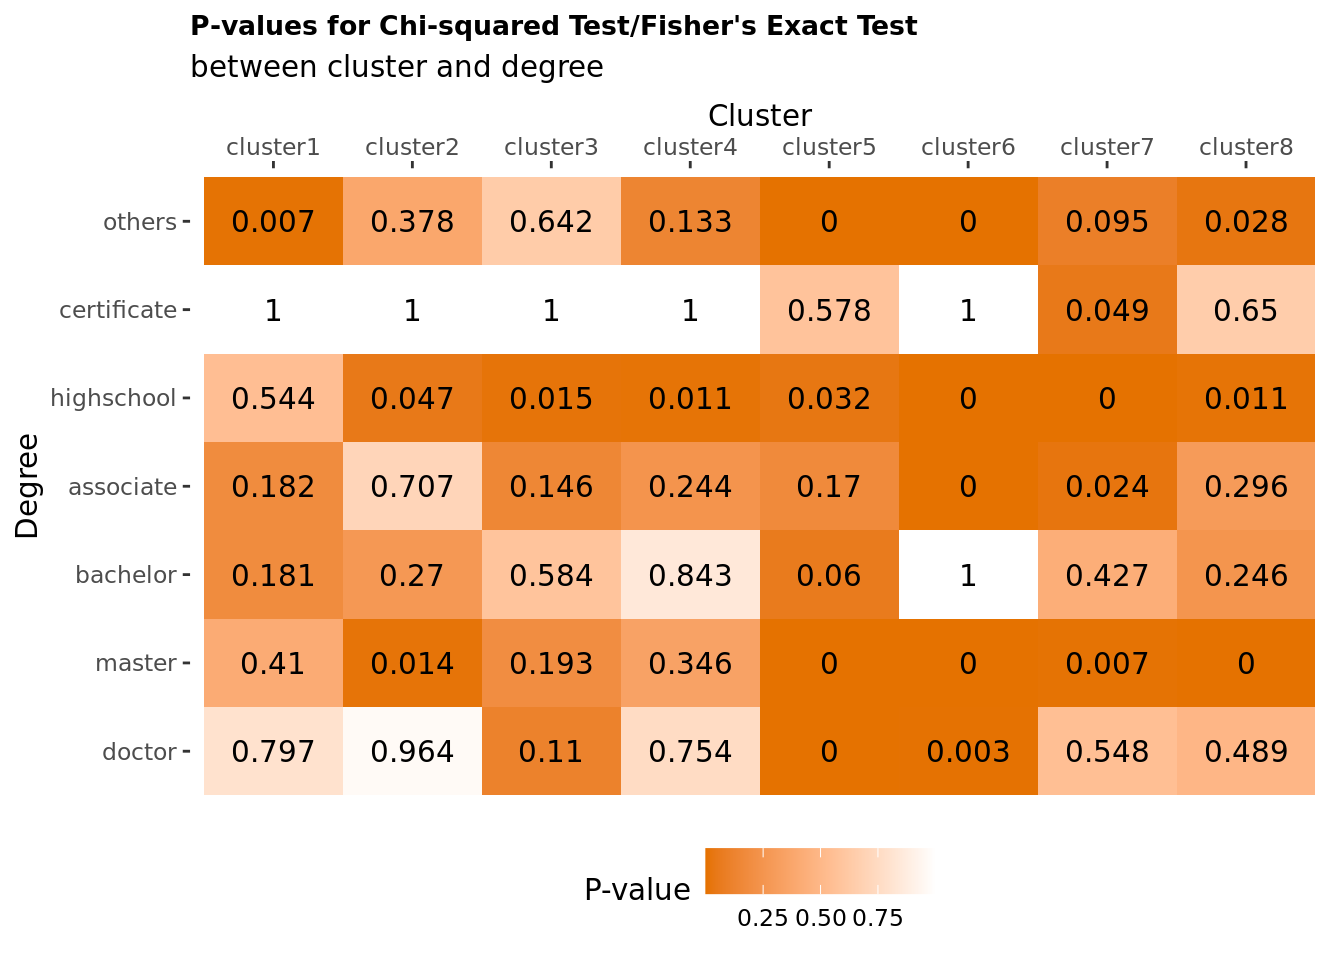 P-values for Chi-squared Test/Fisher's Exact Test
between cluster and degree
Cluster
cluster1 cluster2 cluster3 cluster4 cluster5 cluster6 cluster7 cluster8
others 0.007 0.378 0.642 0.133 0 0 0.095 0.028
certificate 1 1 1 1 0.578 1 0.049 0.65
highschool 0.544 0.047 0.015 0.011 0.032 0 0 0.011
associate 0.182 0.707 0.146 0.244 0.17 0 0.024 0.296
bachelor 0.181 0.27 0.584 0.843 0.06 1 0.427 0.246
master 0.41 0.014 0.193 0.346 0 0 0.007 0
doctor 0.797 0.964 0.11 0.754 0 0.003 0.548 0.489
Degree
P-value
0.25 0.50 0.75